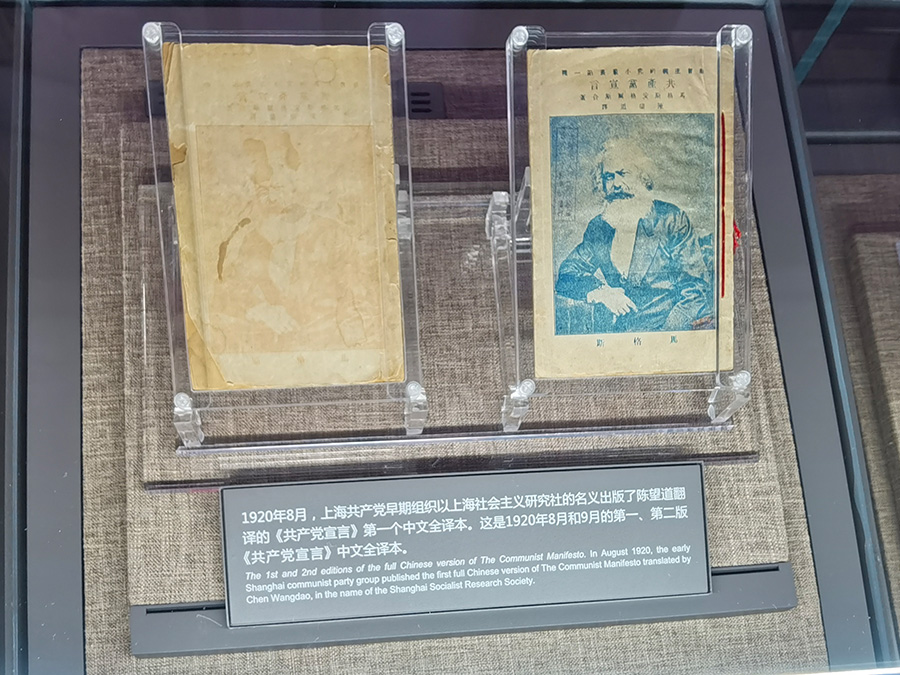 共產黨宣言
馬格斯
1920年8月，上海共产党早期组织以上海社会主义研究社的名义出版了陈望道翻
译的《共产党宣言》第一个中文全译本。这是1920年8月和9月的第一、第二版
《共产党宣言》中文全译本。
The 1st and 2nd editions of the full Chinese version of The Communist Manifesto. In August 1920, the early
Shanghai communist party group published the first full Chinese version of The Communist Manifesto translated by
Chen Wangdao, in the name of the Shanghai Socialist Research Society.